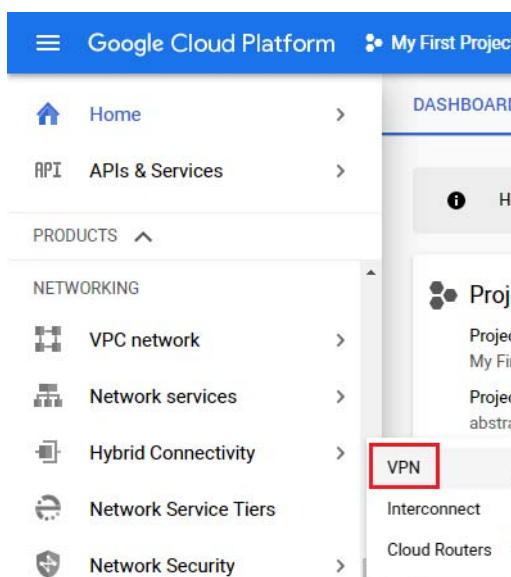 Google Cloud Platform
My First Projec
Home
DASHBOARD
API
APIs & Services
H
PRODUCTS
NETWORKING
Proj
VPC network
Projec
My Fi
Network services
Projec
abstra
Hybrid Connectivity
VPN
Network Service Tiers
Interconnect
Cloud Routers
Network Security